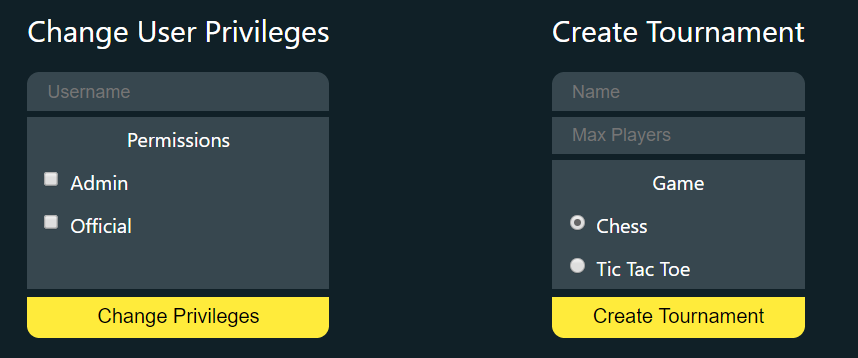 Change User Privileges
Username
Permissions
Admin
Official
Change Privileges
Create Tournament
Name
Max Players
Game
Chess
Tic Tac Toe
Create Tournament